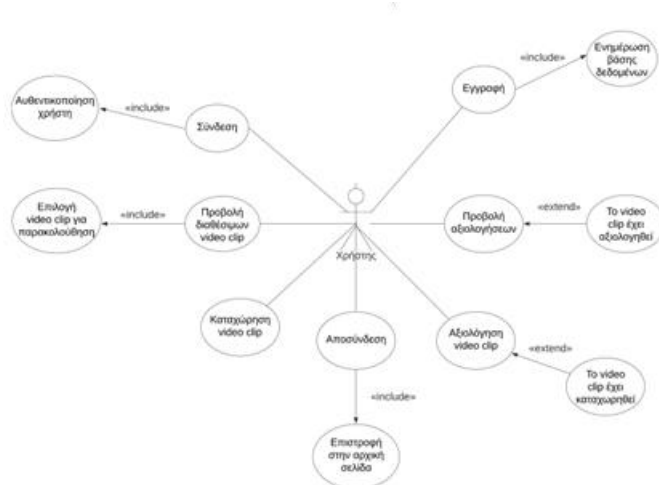 Ενημέρωση
βάσης
δεδομένων
«include»
Εγγραφή
Αυθεντικοποίηση
χρήστη
«include»
Σύνδεση
Επιλογή
video clip για
παρακολούθηση
«include»
Προβολή
διαθέσιμων
video clip
Χρήστης
Προβολή
αξιολογήσεων
«extend»
Το video
clip έχει
αξιολογηθεί
Καταχώρηση
video clip
Αποσύνδεση
Αξιολόγηση
video clip
«extend»
Το video
clip έχει
καταχωρηθεί
«include»
Επιστροφή
στην αρχική
σελίδα